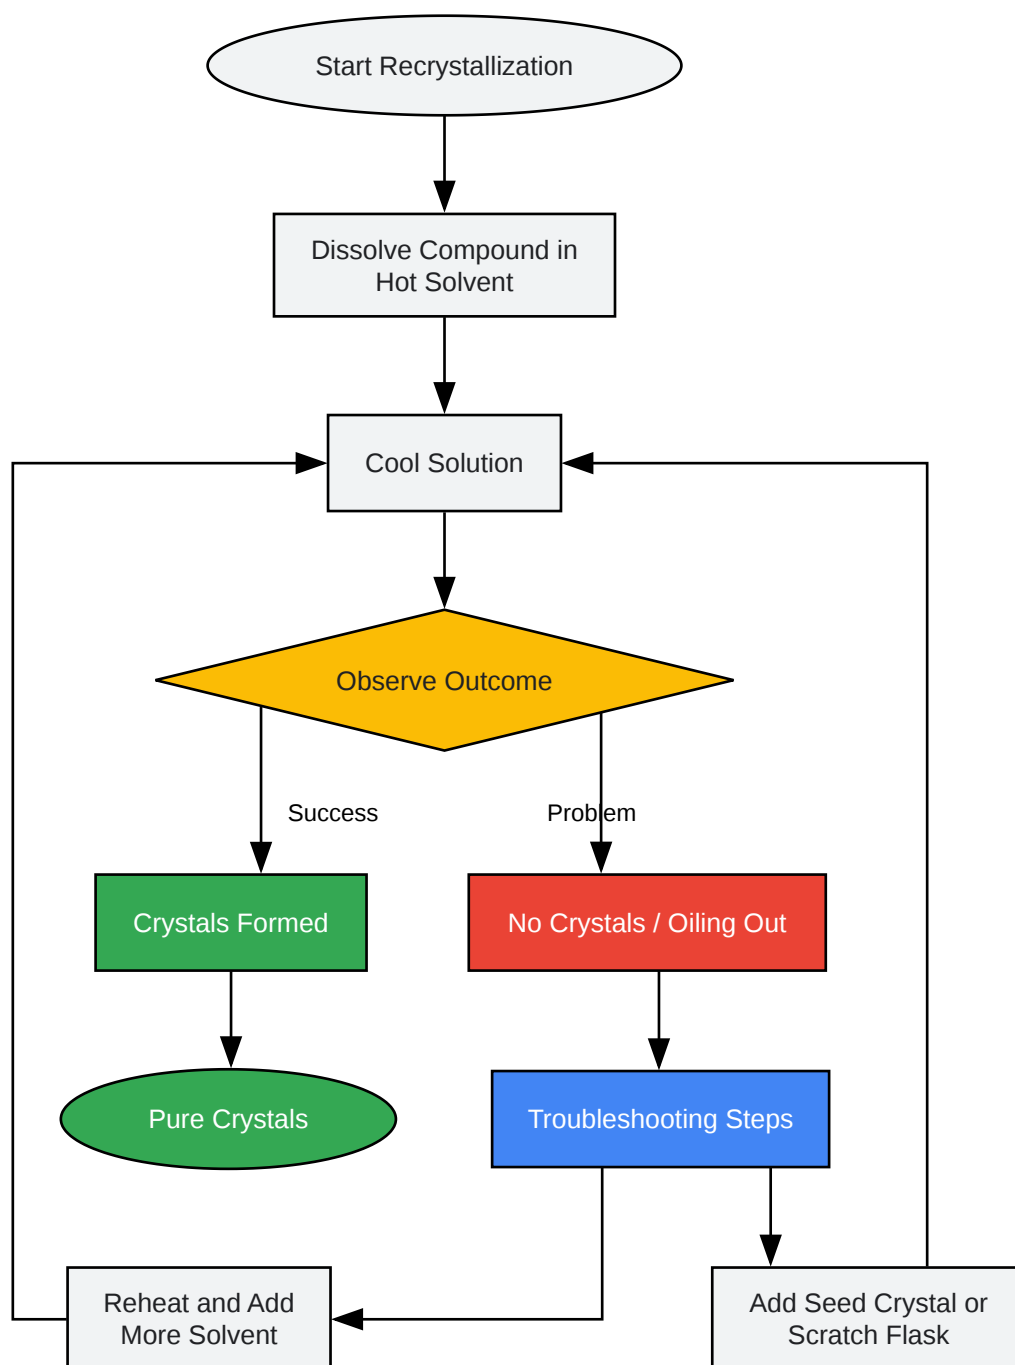 Start Recrystallization
Dissolve Compound in
Hot Solvent
Cool Solution
Observe Outcome
Success
Problem
Crystals Formed
No Crystals / Oiling Out
Pure Crystals
Troubleshooting Steps
Reheat and Add
More Solvent
Add Seed Crystal or
Scratch Flask